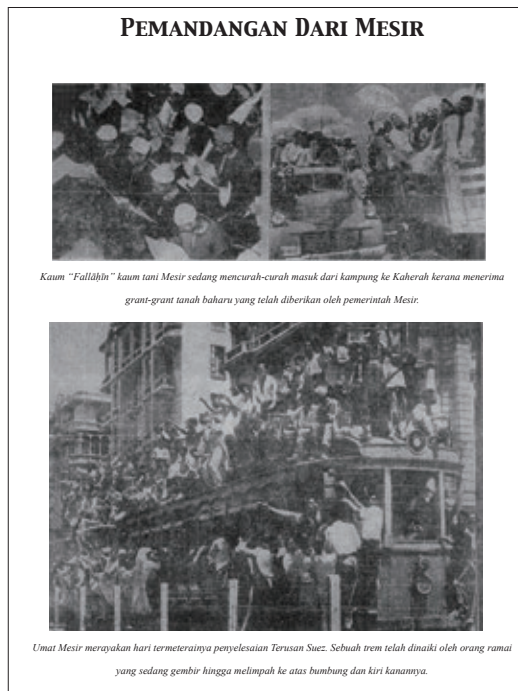 Pemandangan Dari Mesir
Kaum “Fallāḥīn” kaum tani Mesir sedang mencurah-curah masuk dari kampung ke Kaherah kerana menerima
grant-grant tanah baharu yang telah diberikan oleh pemerintah Mesir.
Umat Mesir merayakan hari termeterainya penyelesaian Terusan Suez. Sebuah trem telah dinaiki oleh orang ramai
yang sedang gembir hingga melimpah ke atas bumbung dan kiri kanannya.